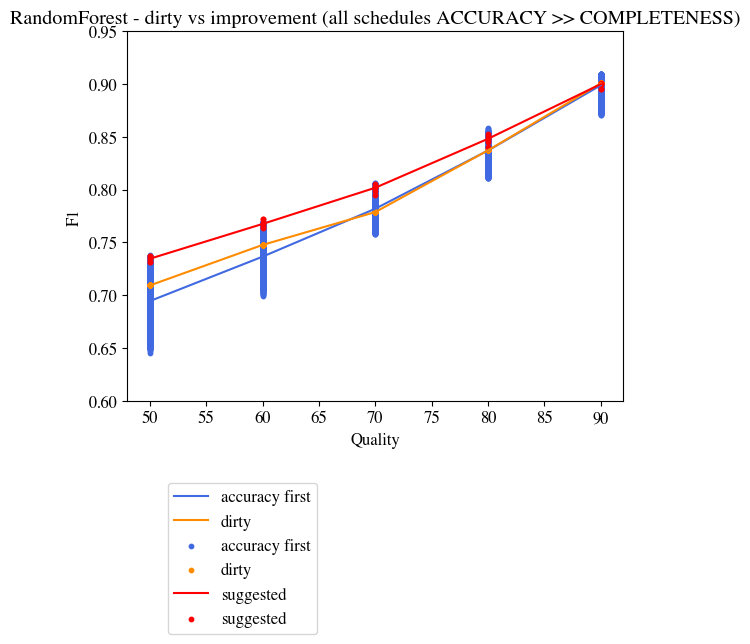 RandomForest - dirty vs improvement (all schedules ACCURACY >> COMPLETENESS)
0.95
0.90
0.85
0.80
0.75
0.70
0.65
0.60
F1
50
55
60
65
70
75
80
85
90
Quality
accuracy first
dirty
accuracy first
dirty
suggested
suggested